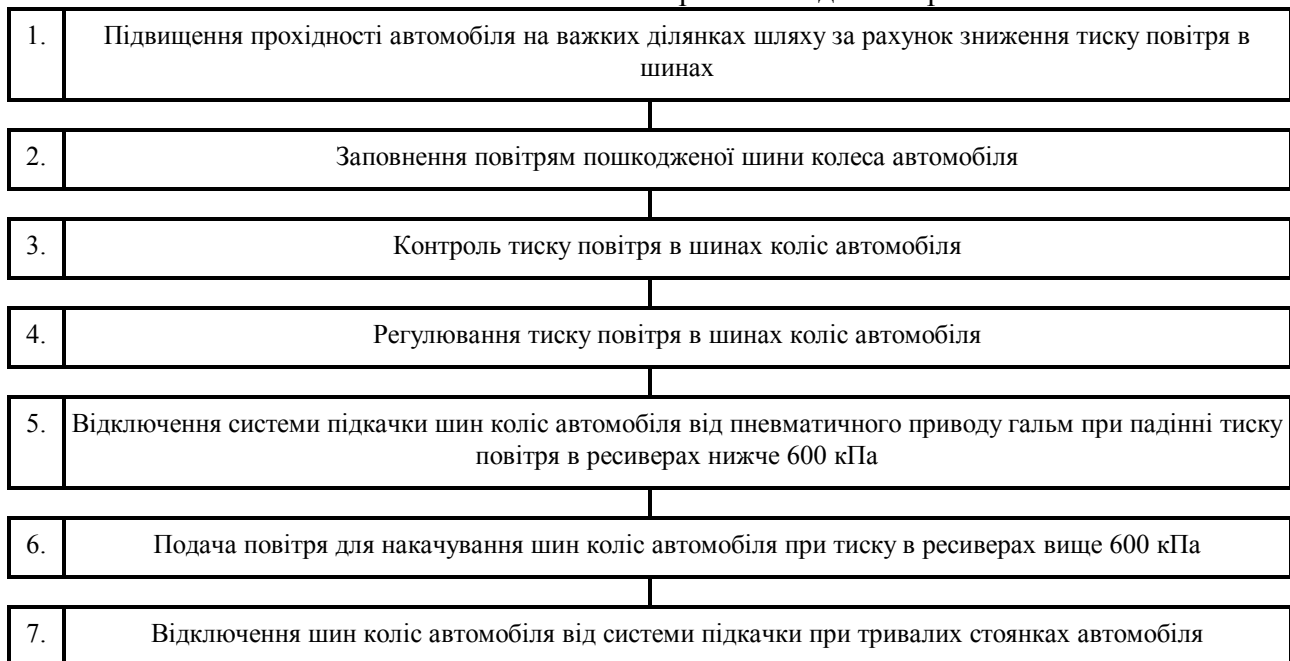 1. Підвищення прохідності автомобіля на важких ділянках шляху за рахунок зниження тиску повітря в
шинах
2. Заповнення повітрям пошкодженої шини колеса автомобіля
3. Контроль тиску повітря в шинах коліс автомобіля
4. Регулювання тиску повітря в шинах коліс автомобіля
5. Відключення системи підкачки шин коліс автомобіля від пневматичного приводу гальм при падінні тиску
повітря в ресиверах нижче 600 кПа
6. Подача повітря для накачування шин коліс автомобіля при тиску в ресиверах вище 600 кПа
7. Відключення шин коліс автомобіля від системи підкачки при тривалих стоянках автомобіля